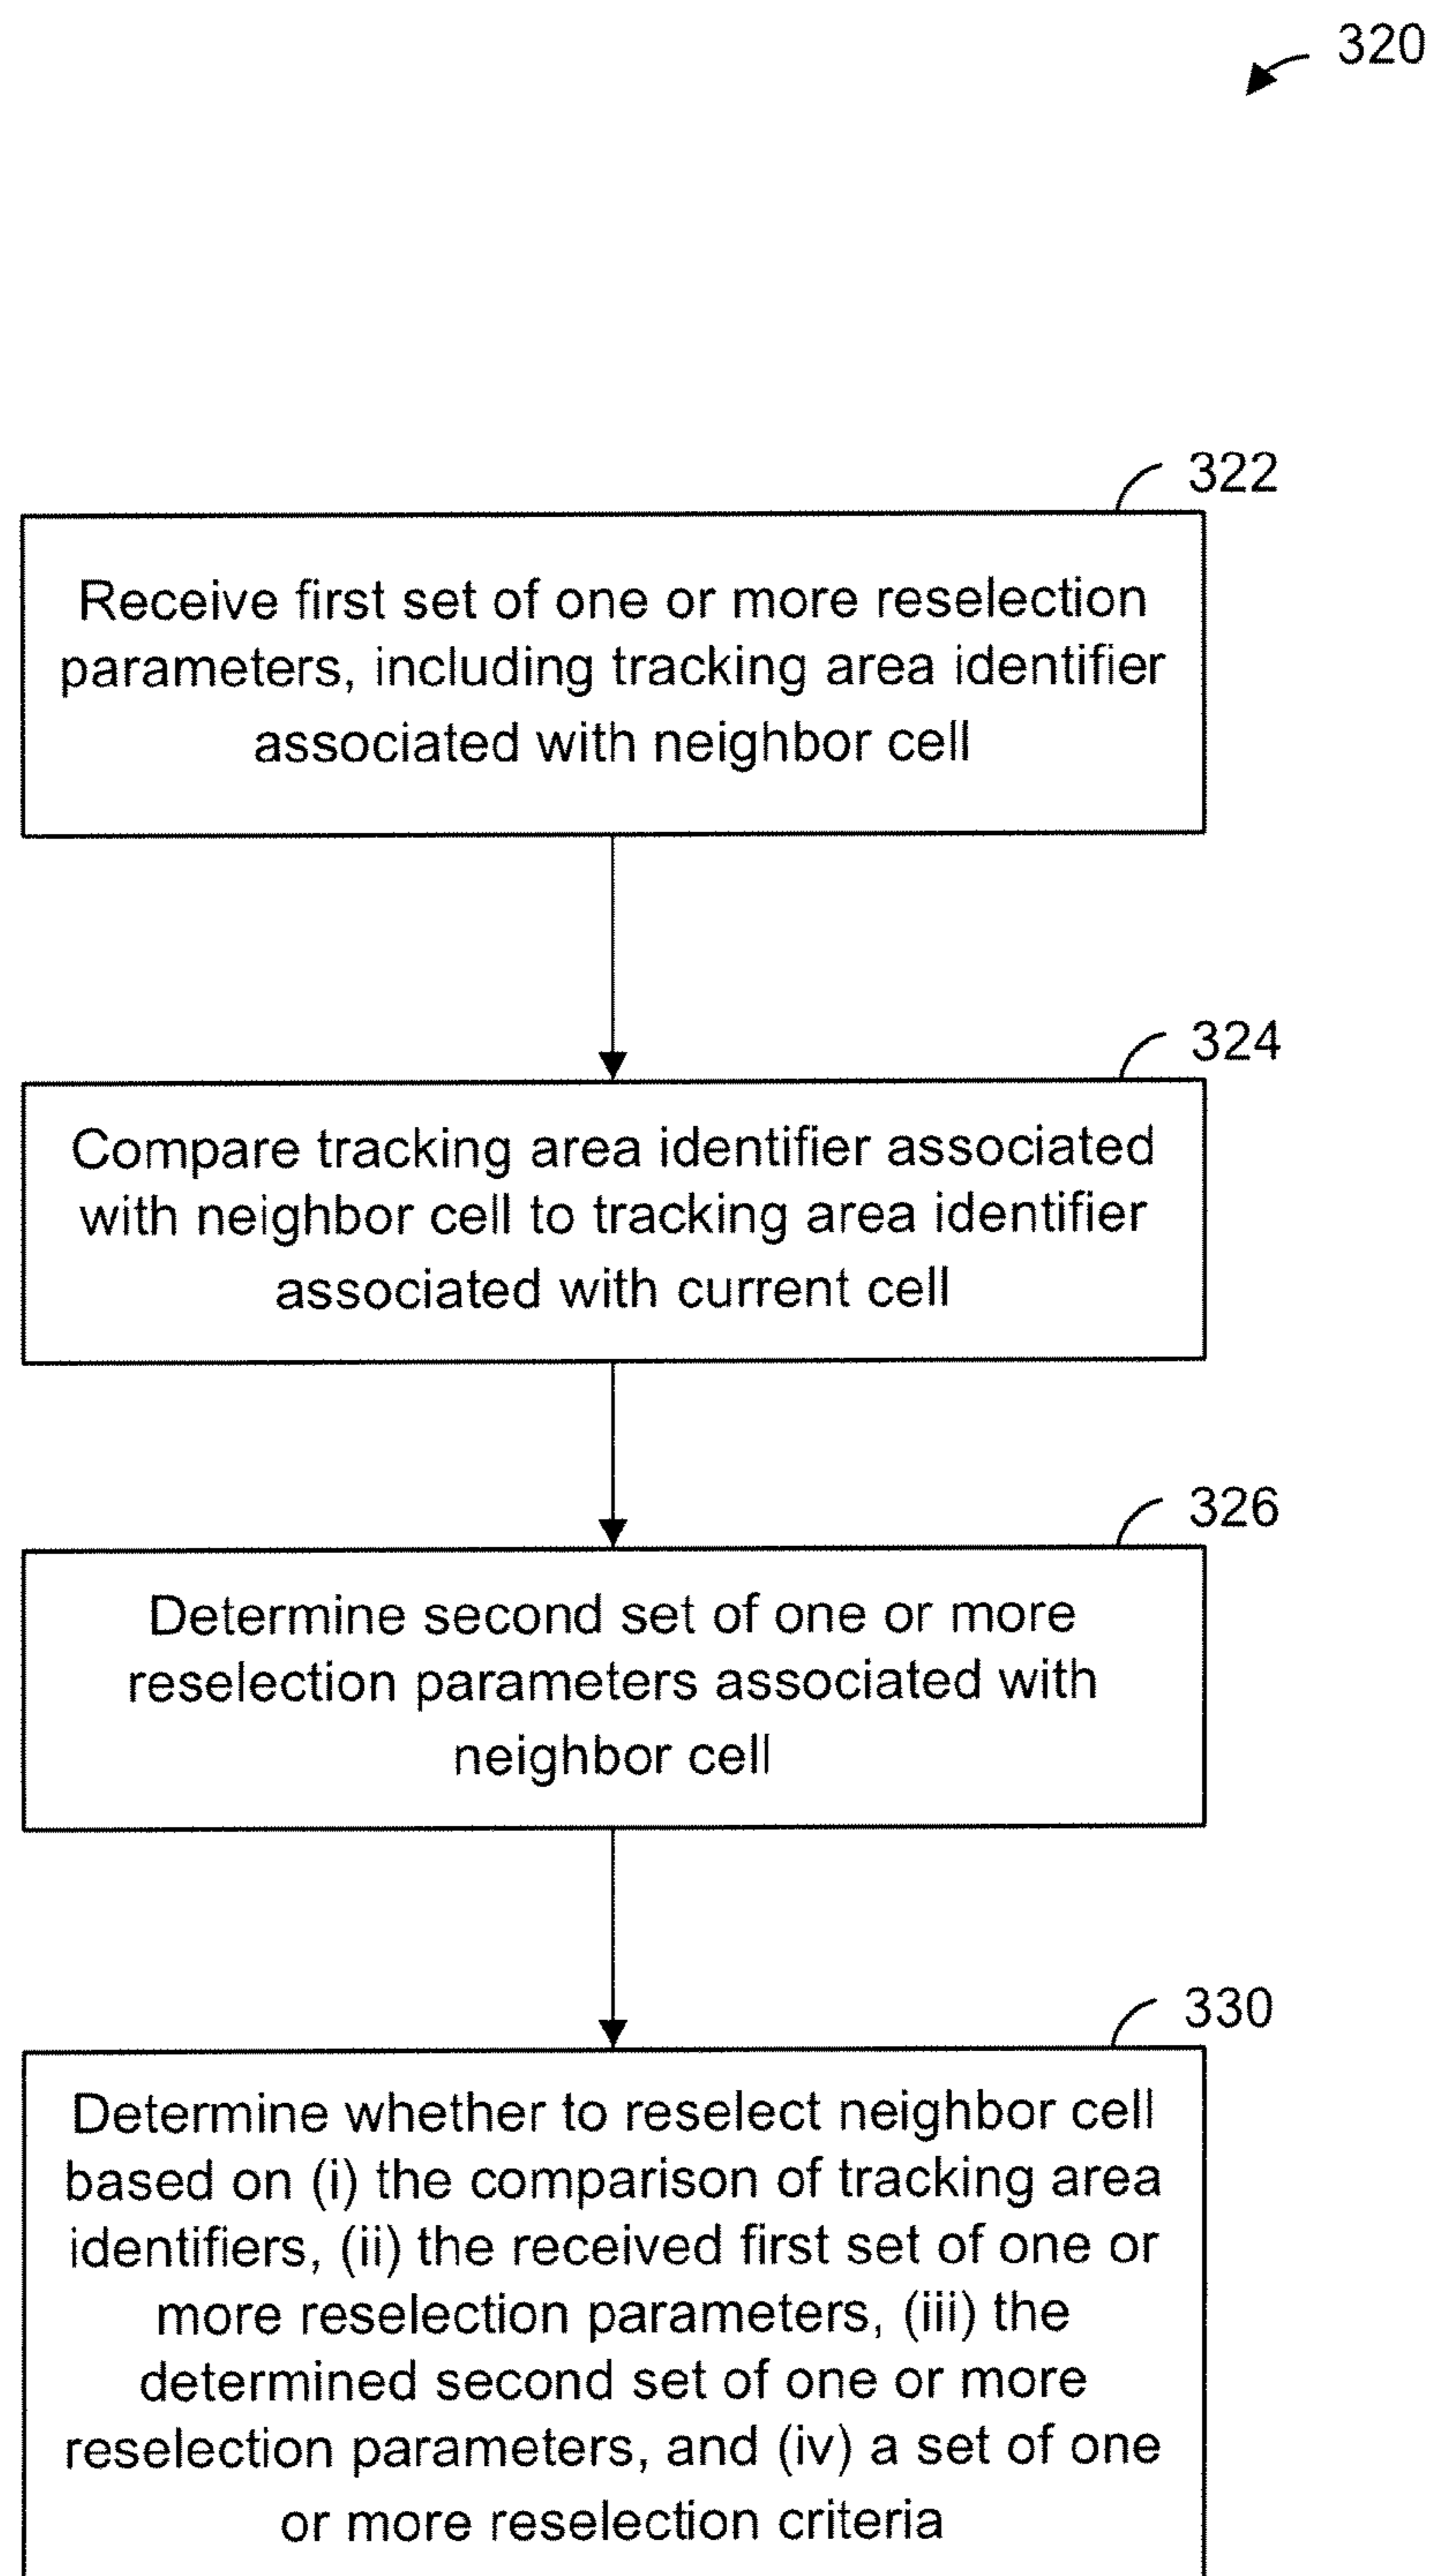 320
322
Receive first set of one or more reselection
parameters, including tracking area identifier
associated with neighbor cell
324
Compare tracking area identifier associated
with neighbor cell to tracking area identifier
associated with current cell
326
Determine second set of one or more
reselection parameters associated with
neighbor cell
330
Determine whether to reselect neighbor cell
based on (i) the comparison of tracking area
identifiers, (ii) the received first set of one or
more reselection parameters, (iii) the
determined second set of one or more
reselection parameters, and (iv) a set of one
or more reselection criteria